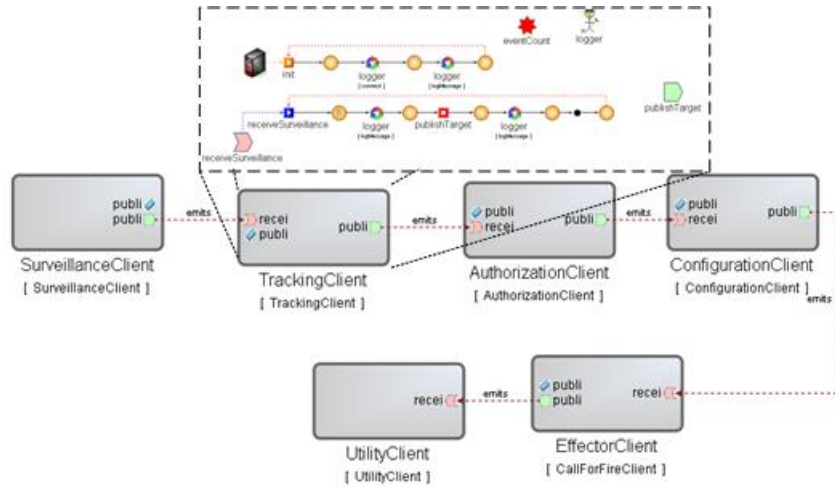 eventCount
logger
init
logger
[ connect ]
logger
[ logMessage ]
publishTarget
receiveSurveillance
logger
[ logMessage ]
publishTarget
logger
[ logMessage ]
receiveSurveillance
publi
publi
emits
recei
publi
publi
emits
publi
recei
publi
emits
publi
recei
publi
SurveillanceClient
[ SurveillanceClient ]
TrackingClient
[ TrackingClient ]
AuthorizationClient
[ AuthorizationClient ]
ConfigurationClient
[ ConfigurationClient ]
emits
recei
emits
publi
publi
recei
UtilityClient
[ UtilityClient ]
EffectorClient
[ CallForFireClient ]